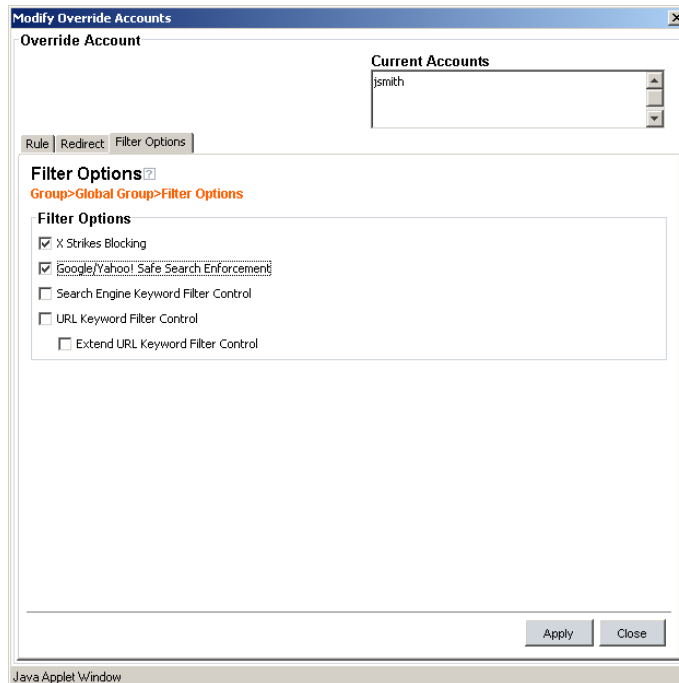 Modify Override Accounts
Override Account
Current Accounts
jsmith
Rule
Redirect
Filter Options
Filter Options ?
Group>Global Group>Filter Options
Filter Options
X Strikes Blocking
Google/Yahoo! Safe Search Enforcement
Search Engine Keyword Filter Control
URL Keyword Filter Control
Extend URL Keyword Filter Control
Apply
Close
Java Applet Window